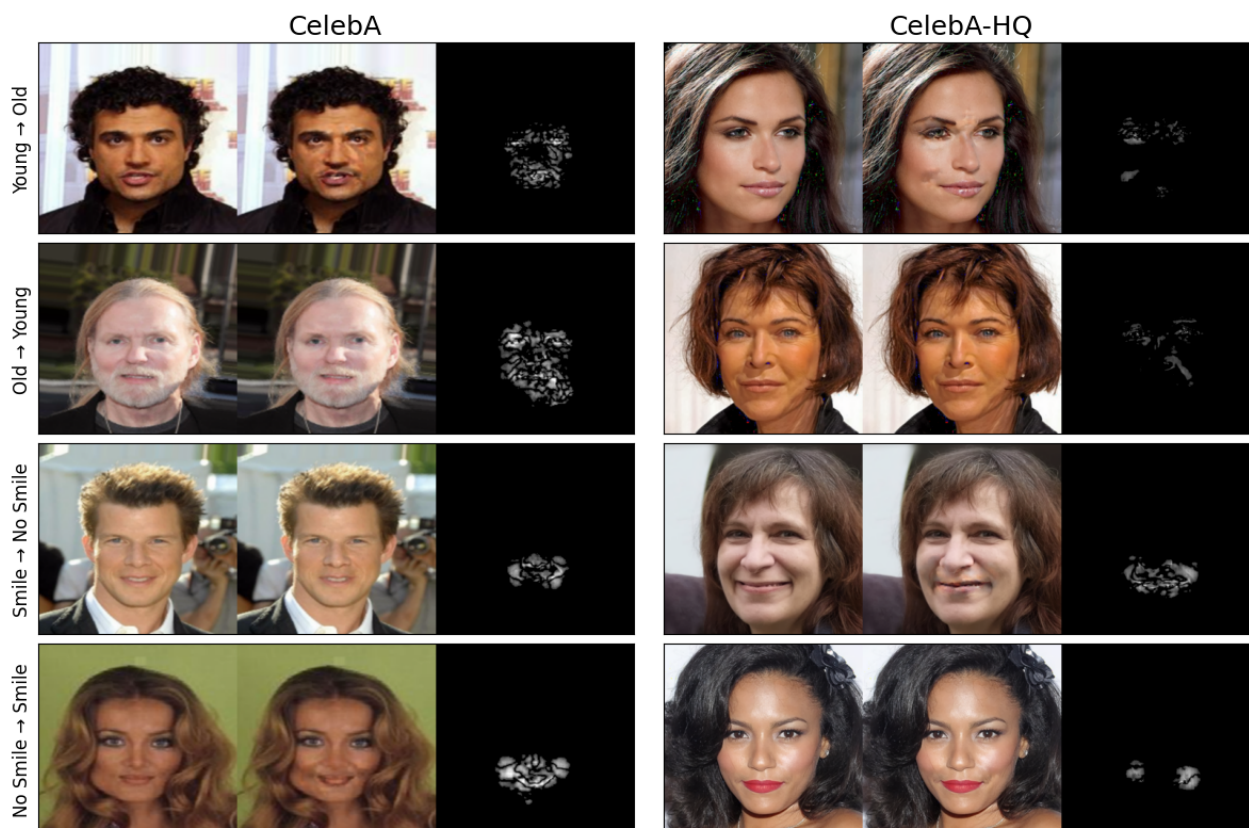 CelebA
CelebA-HQ
Young → Old
Old → Young
Smile → No Smile
No Smile → Smile